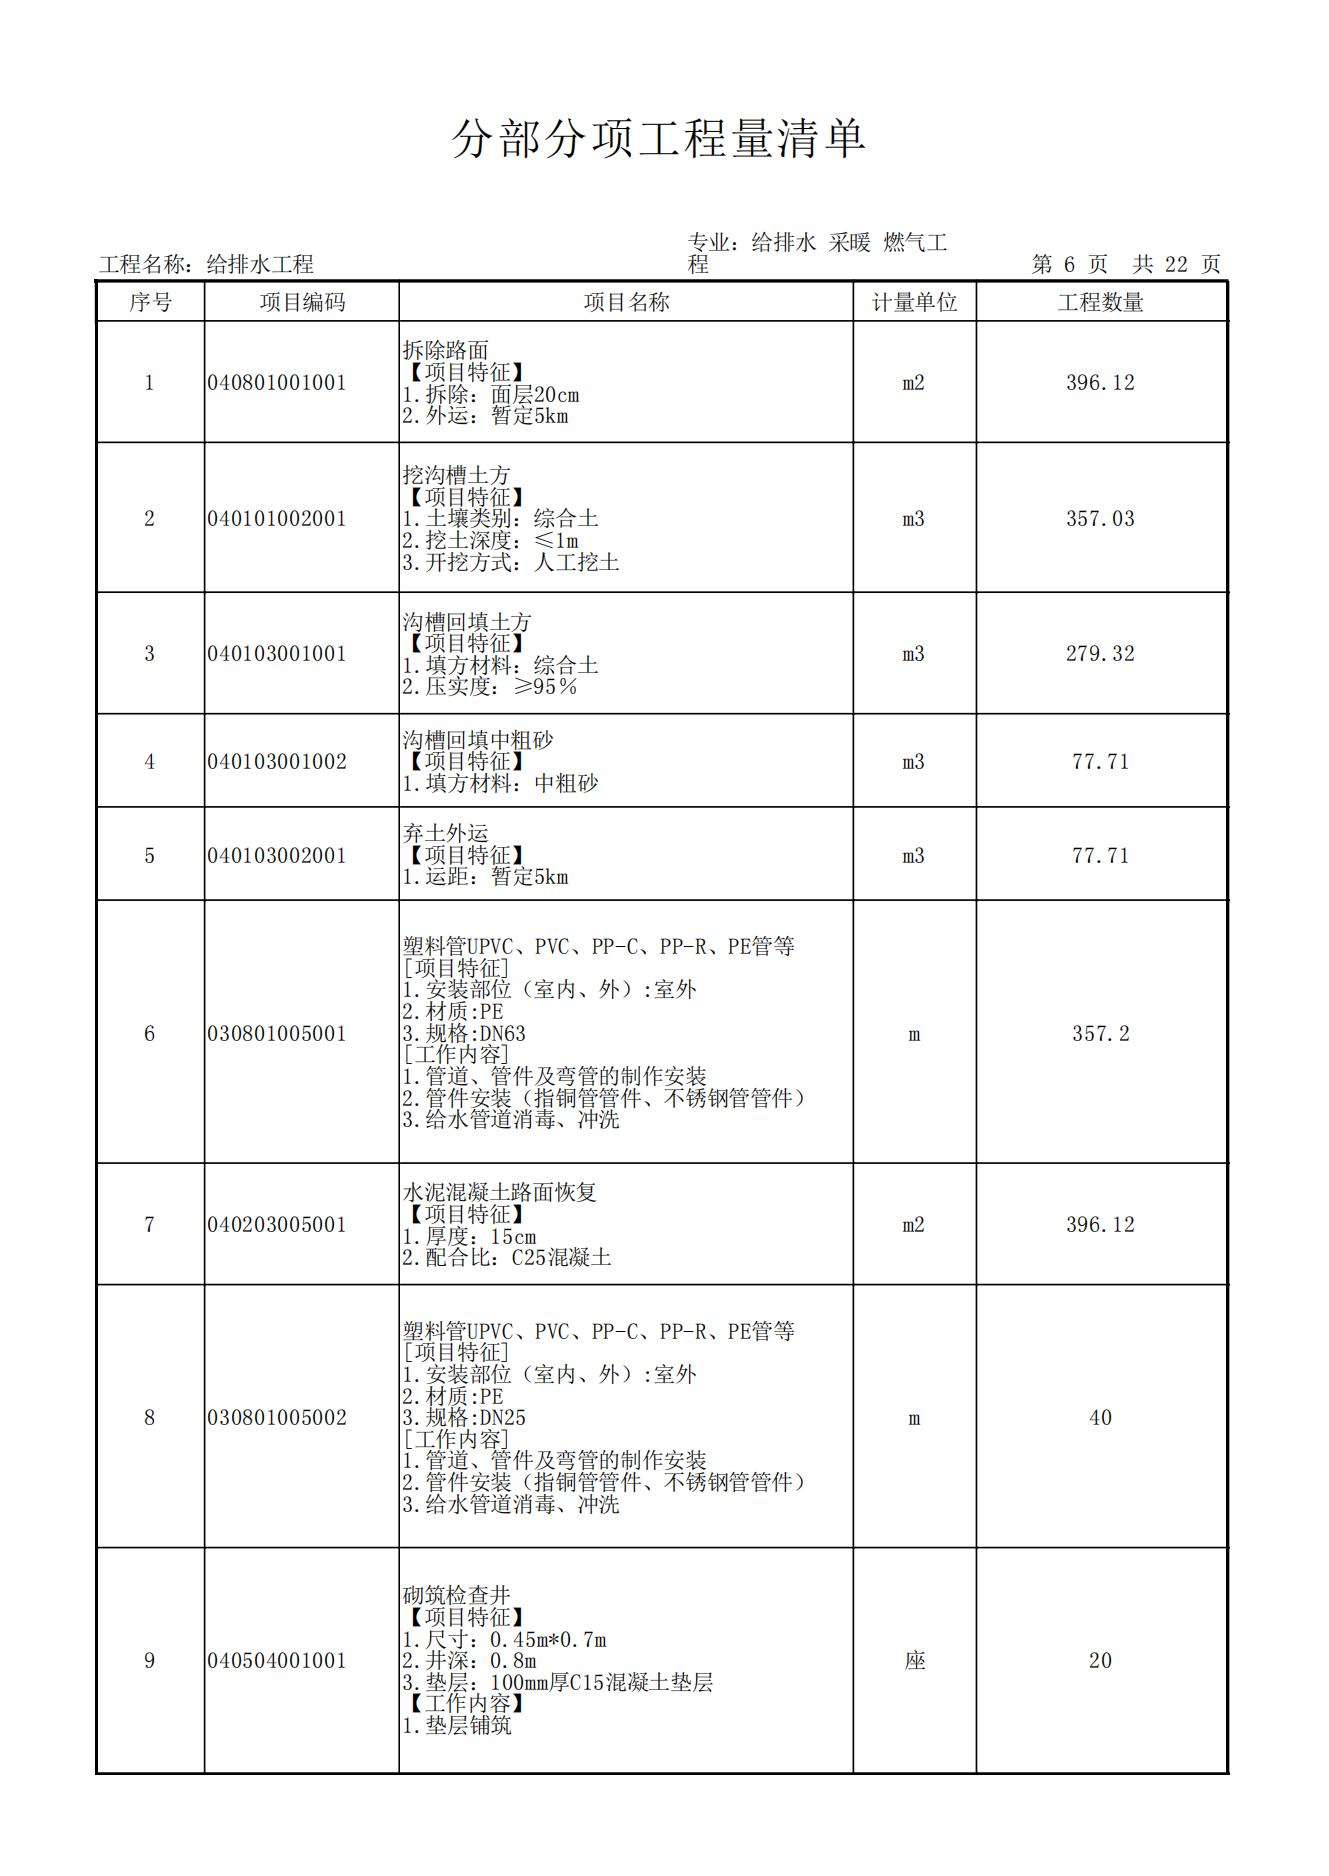 分部分项工程量清单
专业：给排水 采暖 燃气工
工程名称：给排水工程 程 第 6 页 共 22 页
序号 项目编码 项目名称 计量单位 工程数量
拆除路面
【项目特征】
1 040801001001 m2 396.12
1.拆除：面层20cm
2.外运：暂定5km
挖沟槽土方
【项目特征】
2 040101002001 1.土壤类别：综合土 m3 357.03
2.挖土深度：≤1m
3.开挖方式：人工挖土
沟槽回填土方
【项目特征】
3 040103001001 m3 279.32
1.填方材料：综合土
2.压实度：≥95%
沟槽回填中粗砂
4 040103001002 【项目特征】 m3 77.71
1.填方材料：中粗砂
弃土外运
5 040103002001 【项目特征】 m3 77.71
1.运距：暂定5km
塑料管UPVC、PVC、PP-C、PP-R、PE管等
[项目特征]
1.安装部位（室内、外）:室外
2.材质:PE
6 030801005001 3.规格:DN63 m 357.2
[工作内容]
1.管道、管件及弯管的制作安装
2.管件安装（指铜管管件、不锈钢管管件）
3.给水管道消毒、冲洗
水泥混凝土路面恢复
【项目特征】
7 040203005001 m2 396.12
1.厚度：15cm
2.配合比：C25混凝土
塑料管UPVC、PVC、PP-C、PP-R、PE管等
[项目特征]
1.安装部位（室内、外）:室外
2.材质:PE
8 030801005002 3.规格:DN25 m 40
[工作内容]
1.管道、管件及弯管的制作安装
2.管件安装（指铜管管件、不锈钢管管件）
3.给水管道消毒、冲洗
砌筑检查井
【项目特征】
1.尺寸：0.45m*0.7m
9 040504001001 2.井深：0.8m 座 20
3.垫层：100mm厚C15混凝土垫层
【工作内容】
1.垫层铺筑